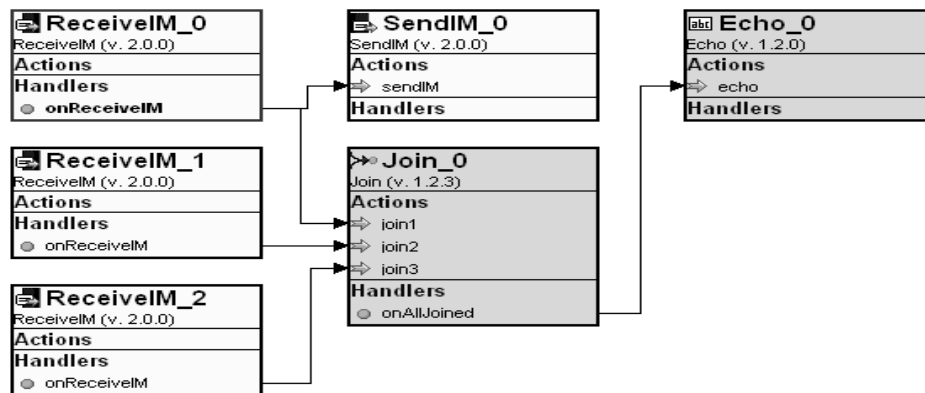 ReceiveIM_0
ReceiveIM (v. 2.0.0)
Actions
Handlers
onReceiveIM
SendIM_0
SendIM (v. 2.0.0)
Actions
sendIM
Handlers
abc Echo_0
Echo (v. 1.2.0)
Actions
echo
Handlers
ReceiveIM_1
ReceiveIM (v. 2.0.0)
Actions
Handlers
onReceiveIM
Join_0
Join (v. 1.2.3)
Actions
join1
join2
join3
Handlers
onAllJoined
ReceiveIM_2
ReceiveIM (v. 2.0.0)
Actions
Handlers
onReceiveIM